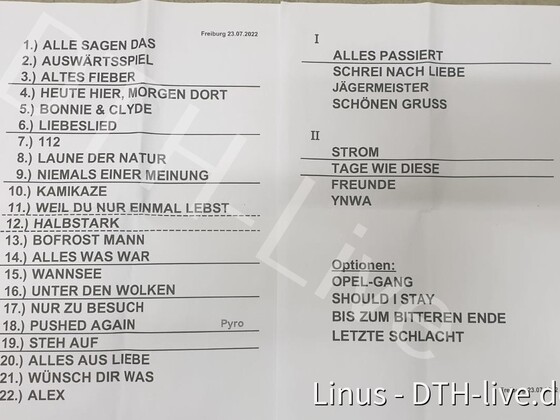 Freiburg 23.07.2022
1.) ALLE SAGEN DAS
2.) AUSWÄRTSSPIEL
3.) ALTES FIEBER
4.) HEUTE HIER, MORGEN DORT
5.) BONNIE & CLYDE
6.) LIEBESLIED
7.) 112
8.) LAUNE DER NATUR
9.) NIEMALS EINER MEINUNG
10.) KAMIKAZE
11.) WEIL DU NUR EINMAL LEBST
12.) HALBSTARK
13.) BOFROST MANN
14.) ALLES WAS WAR
15.) WANNSEE
16.) UNTER DEN WOLKEN
17.) NUR ZU BESUCH
18.) PUSHED AGAIN Pyro
19.) STEH AUF
20.) ALLES AUS LIEBE
21.) WÜNSCH DIR WAS
22.) ALEX
I
ALLES PASSIERT
SCHREI NACH LIEBE
JÄGERMEISTER
SCHÖNEN GRUSS
II
STROM
TAGE WIE DIESE
FREUNDE
YNWA
Optionen:
OPEL-GANG
SHOULD I STAY
BIS ZUM BITTEREN ENDE
LETZTE SCHLACHT
Freiburg 23.07.2022
DTH-Live
Linus - DTH-live.d